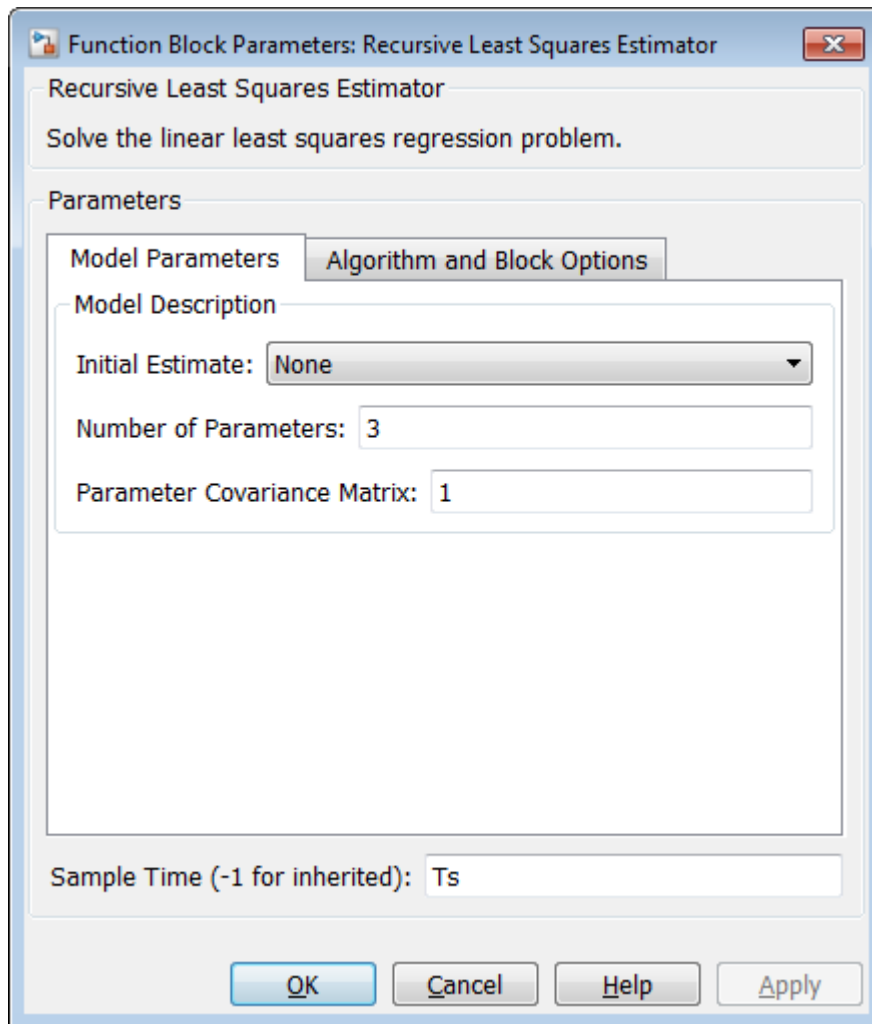 Function Block Parameters: Recursive Least Squares Estimator
Recursive Least Squares Estimator
Solve the linear least squares regression problem.
Parameters
Model Parameters Algorithm and Block Options
Model Description
Initial Estimate: None
Number of Parameters: 3
Parameter Covariance Matrix: 1
Sample Time (-1 for inherited): Ts
OK Cancel Help Apply